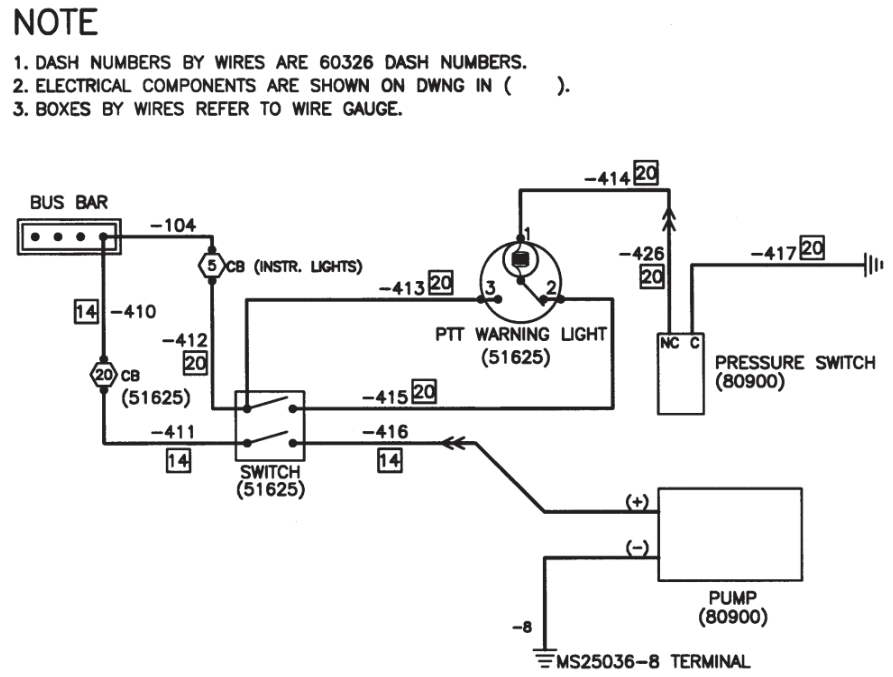 NOTE
1. DASH NUMBERS BY WIRES ARE 60326 DASH NUMBERS.
2. ELECTRICAL COMPONENTS ARE SHOWN ON DWNG IN ( ).
3. BOXES BY WIRES REFER TO WIRE GAUGE.
-414 20
BUS BAR
-104
1
-426
20
-417 20
5 CB (INSTR. LIGHTS)
-413 20
3
2
14 -410
-412
20
PTT WARNING LIGHT
(51625)
NC C
PRESSURE SWITCH
(80900)
20 CB
(51625)
-415 20
-411
14
-416
14
SWITCH
(51625)
(+)
(-)
PUMP
(80900)
-8
MS25036-8 TERMINAL